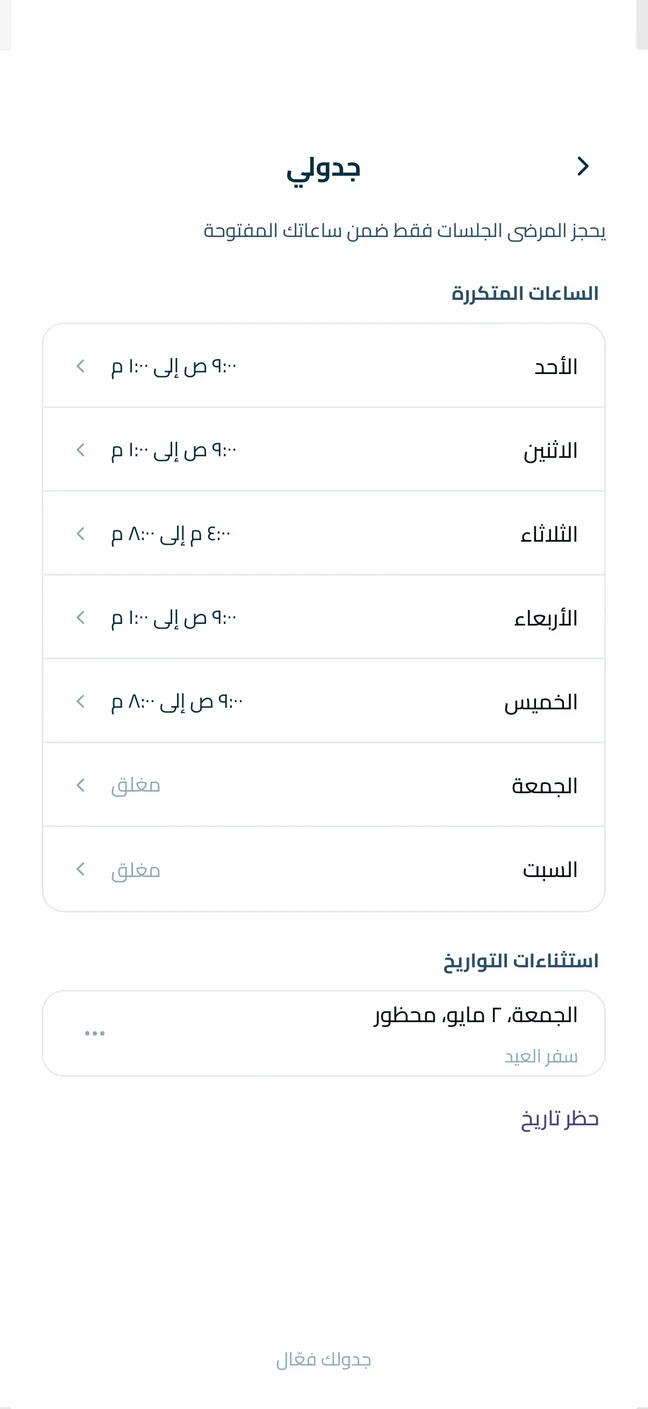 جدولي
يحجز المرضى الجلسات فقط ضمن ساعاتك المفتوحة
الساعات المتكررة
الأحد ٩:٠٠ ص إلى ١:٠٠ م
الاثنين ٩:٠٠ ص إلى ١:٠٠ م
الثلاثاء ٤:٠٠ م إلى ٨:٠٠ م
الأربعاء ٩:٠٠ ص إلى ١:٠٠ م
الخميس ٩:٠٠ ص إلى ٨:٠٠ م
الجمعة مغلق
السبت مغلق
استثناءات التواريخ
الجمعة، ٢ مايو، محظور
سفر العيد
حظر تاريخ
جدولك فعّال